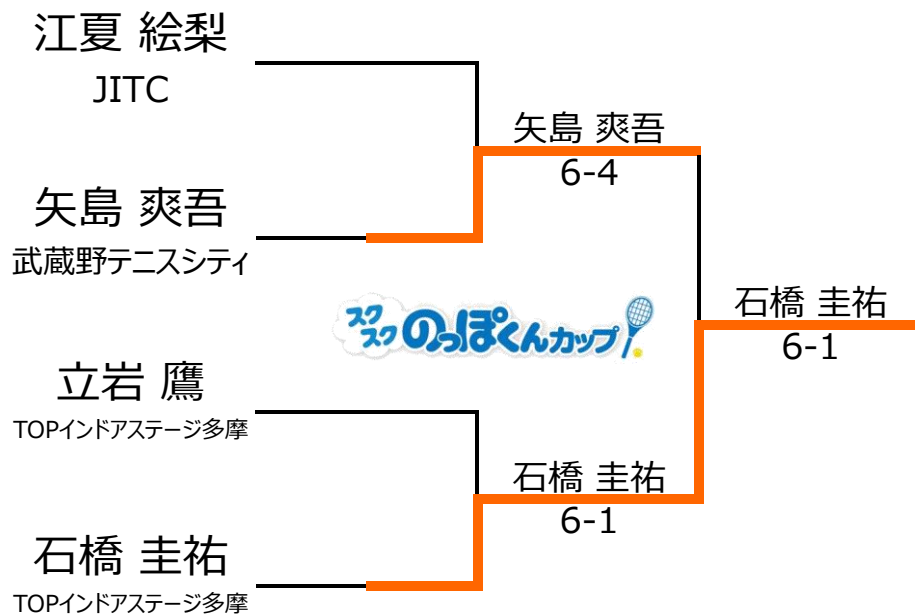 江夏 絵梨
JITC
矢島 爽吾
6-4
矢島 爽吾
武蔵野テニスシティ
スクスク のっぽくんカップ
石橋 圭祐
6-1
立岩 鷹
TOPインドアステージ多摩
石橋 圭祐
6-1
石橋 圭祐
TOPインドアステージ多摩